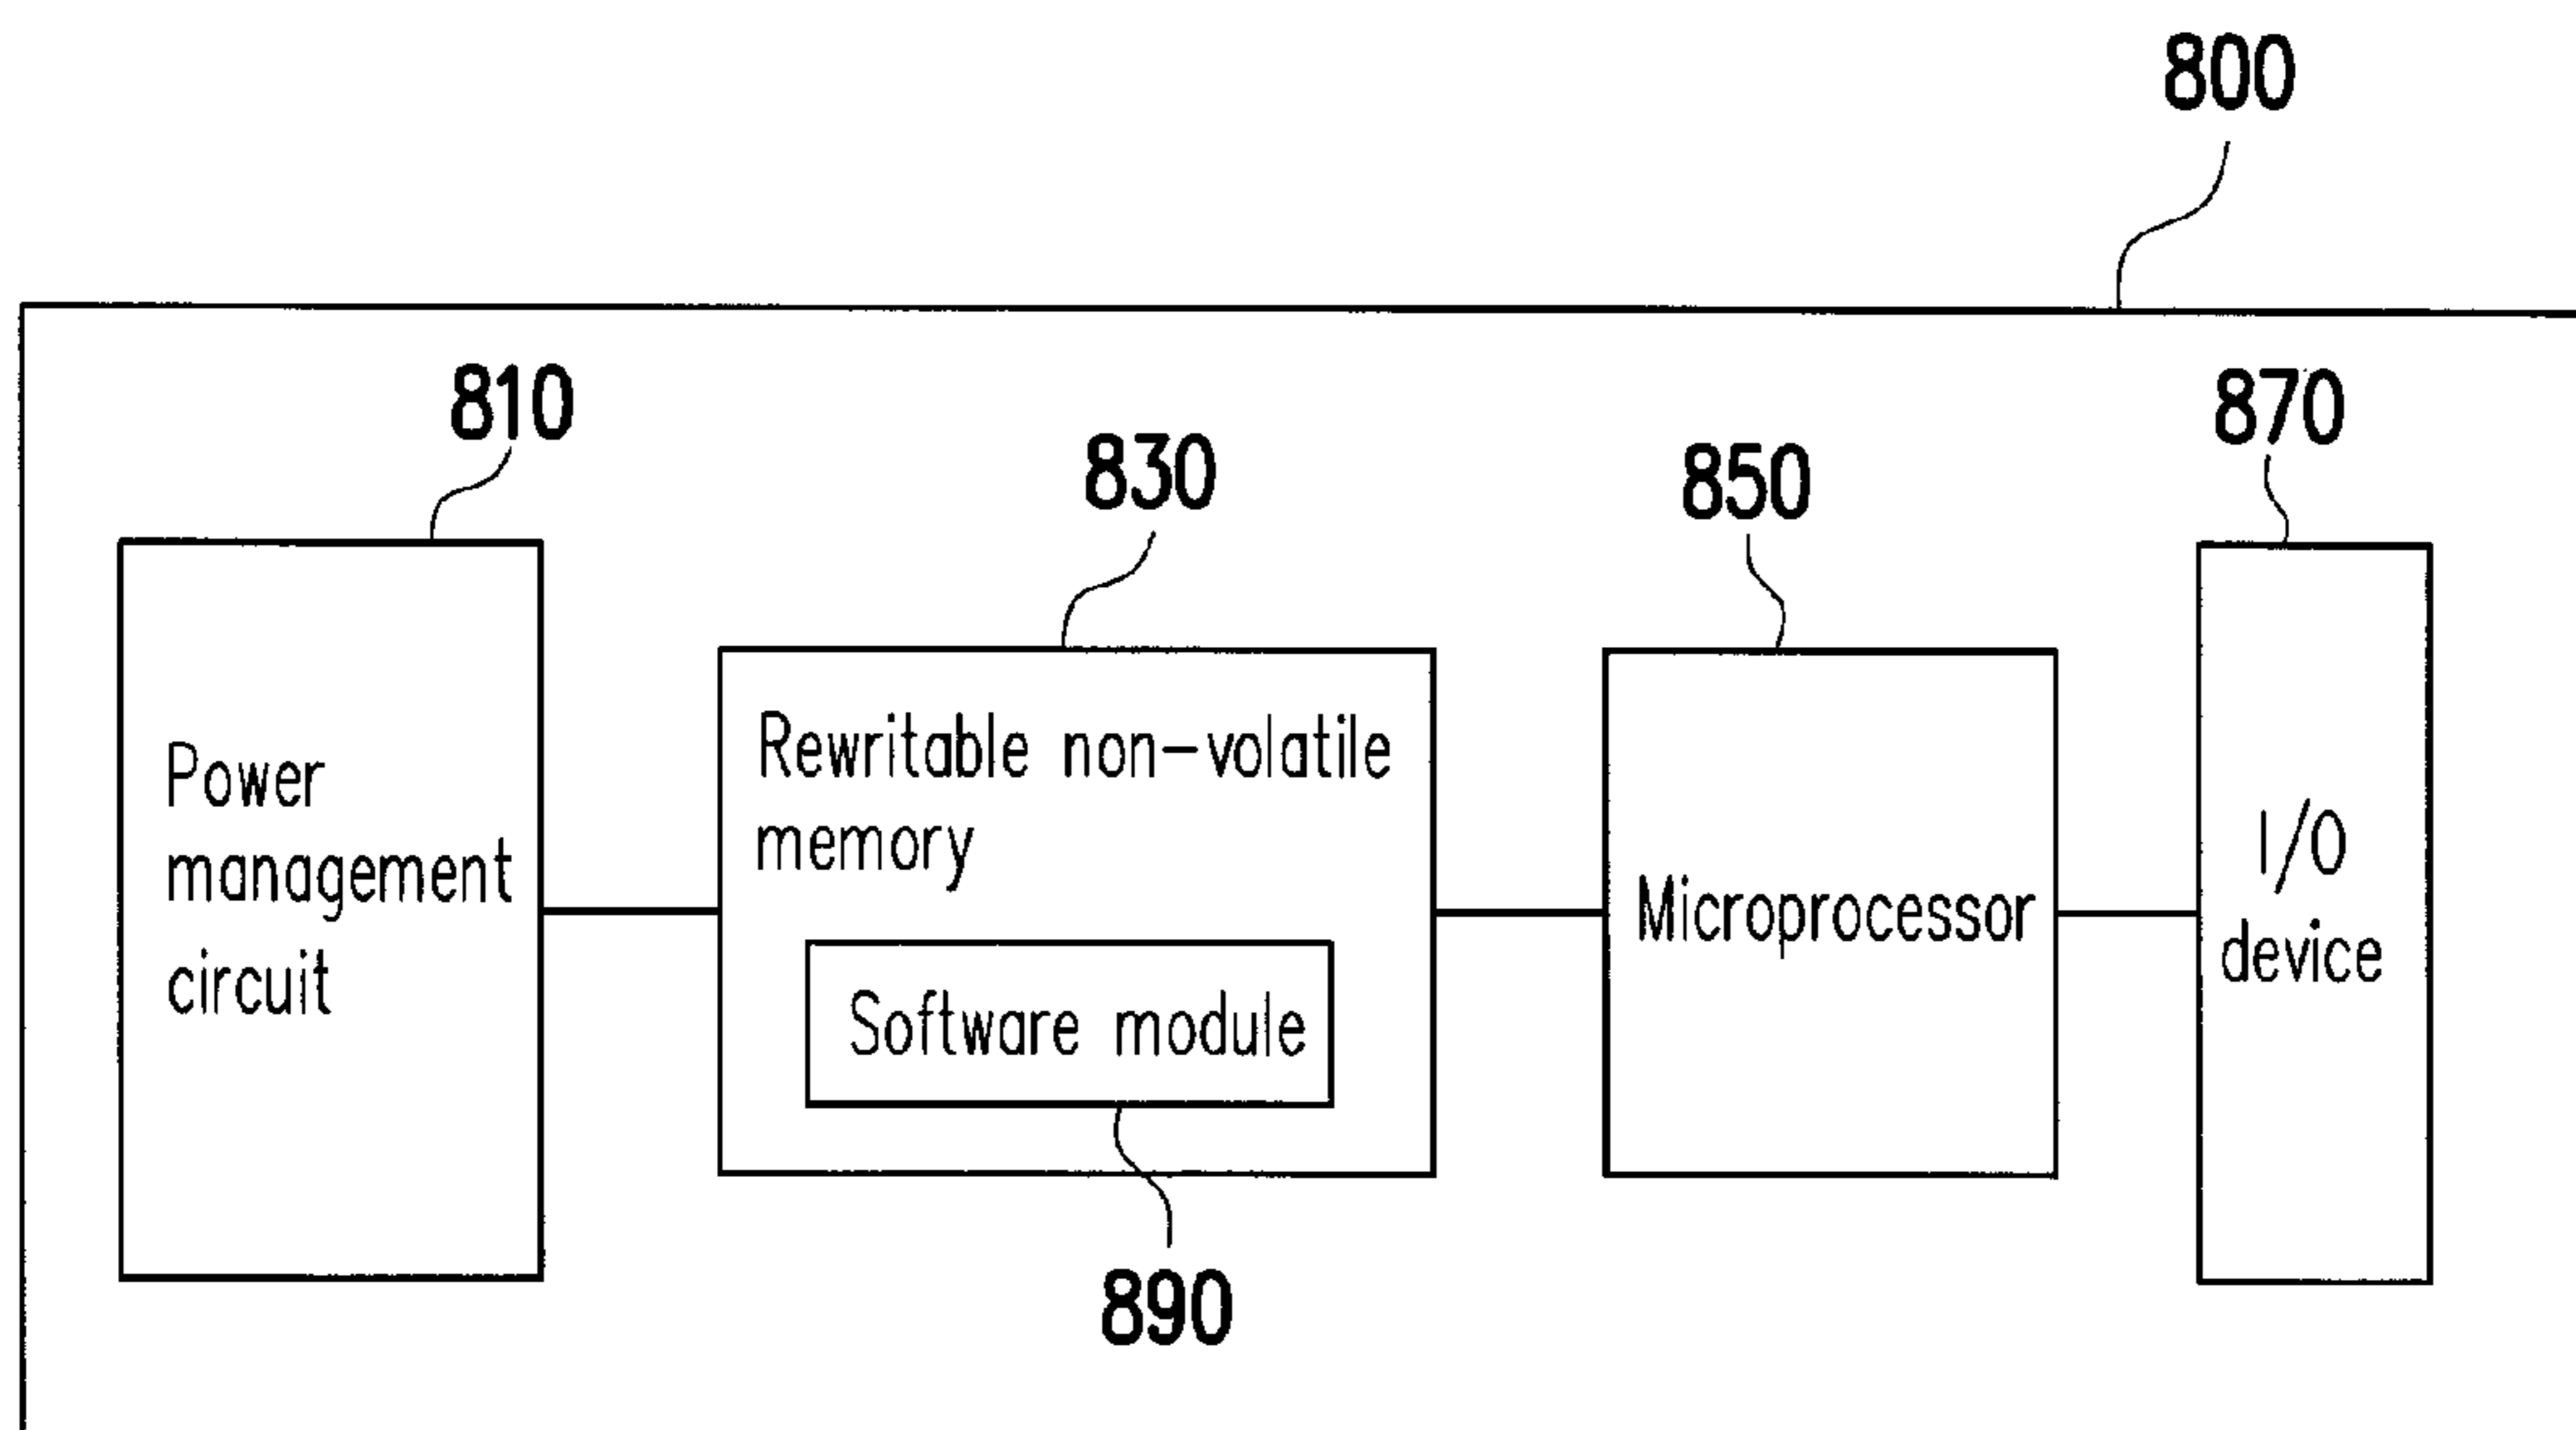 800
810
830
850
870
Power
management
circuit
Rewritable non-volatile
memory
Software module
Microprocessor
I/O
device
890